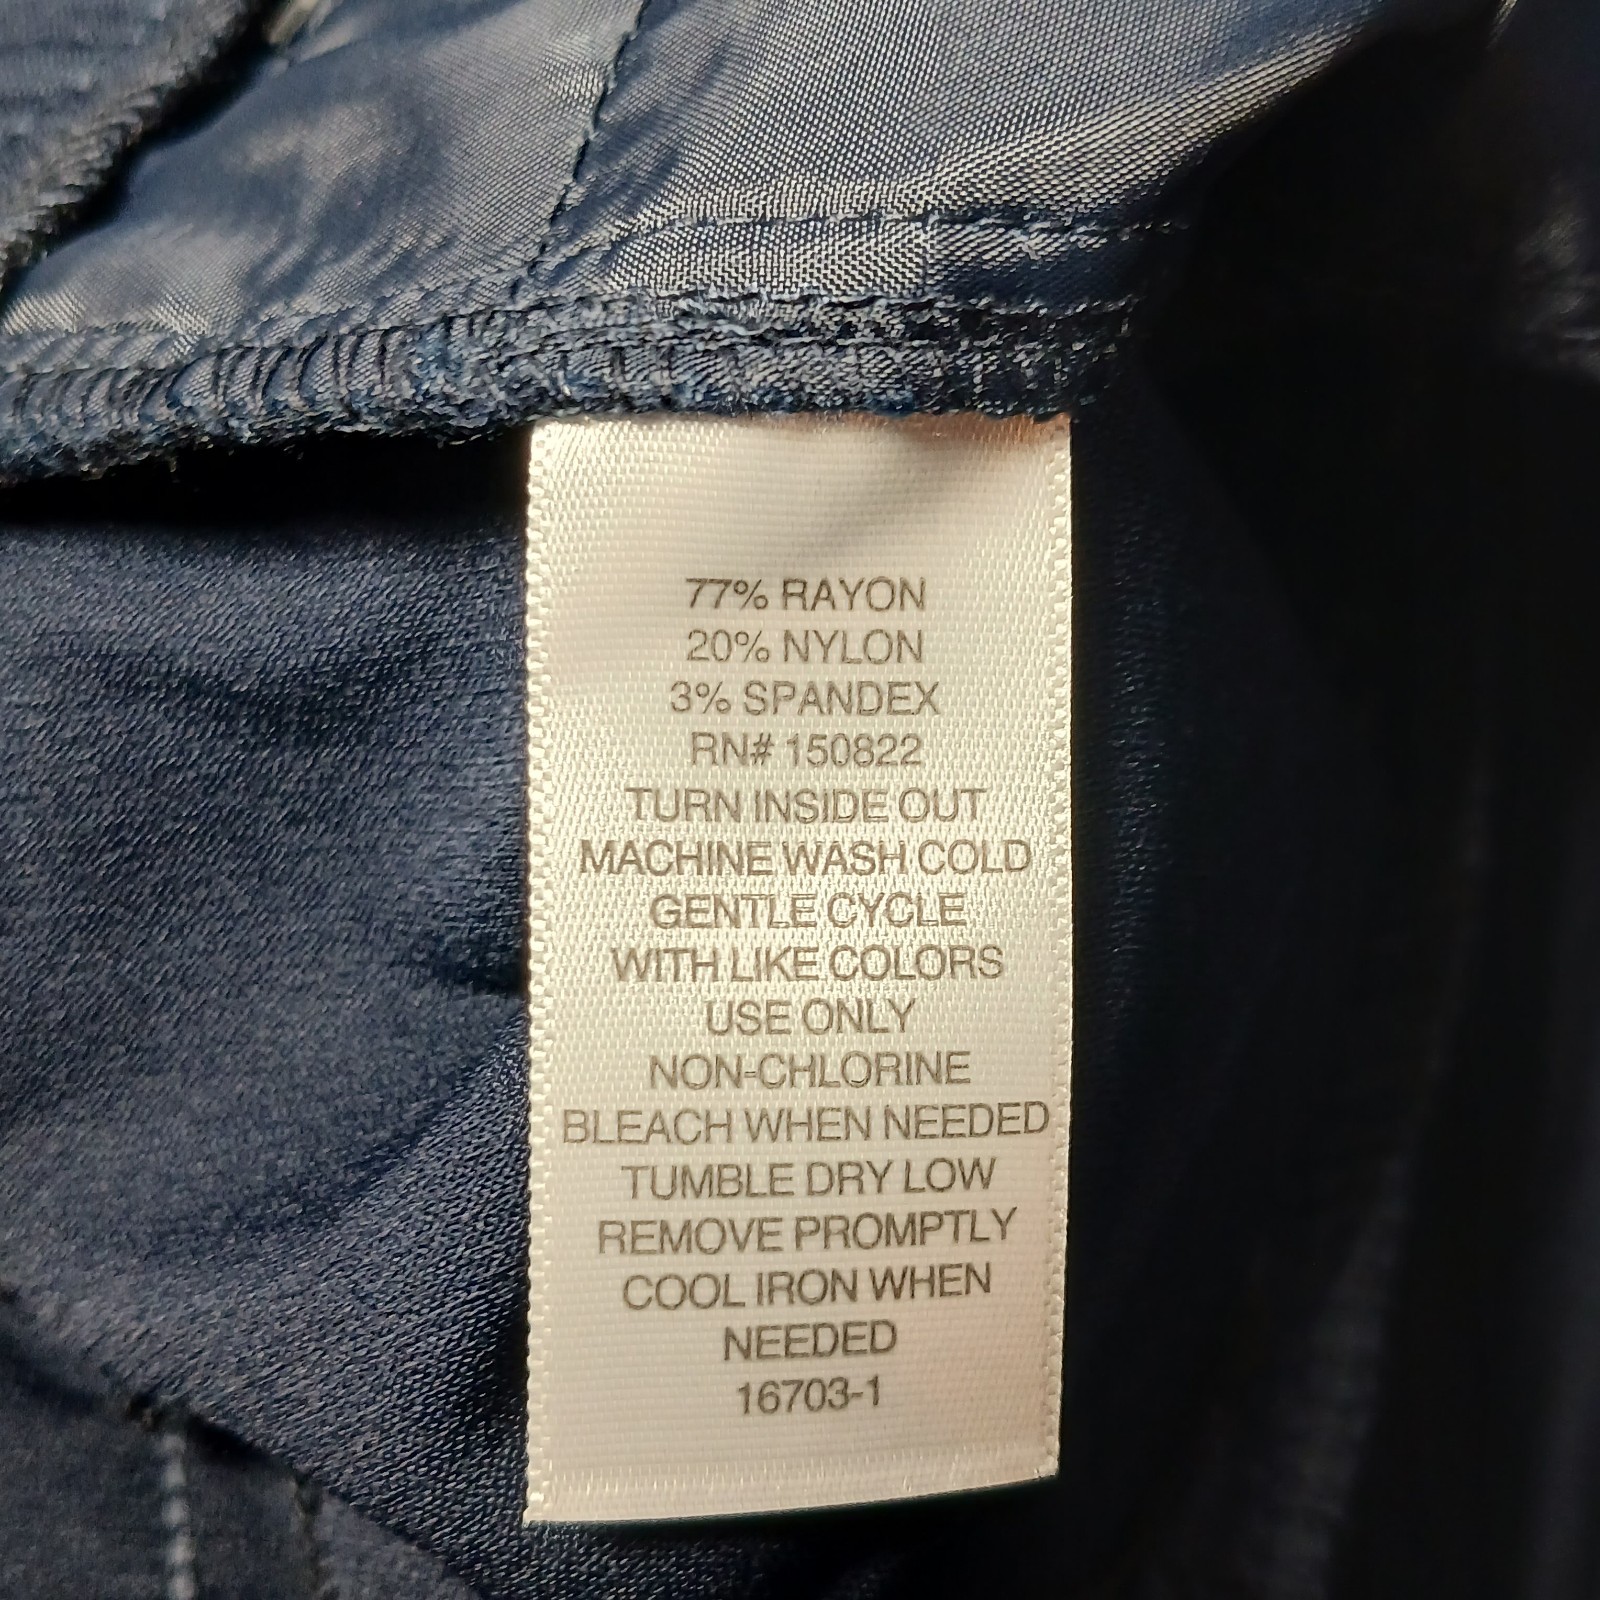 77% RAYON
20% NYLON
3% SPANDEX
RN# 150822
TURN INSIDE OUT
MACHINE WASH COLD
GENTLE CYCLE
WITH LIKE COLORS
USE ONLY
NON-CHLORINE
BLEACH WHEN NEEDED
TUMBLE DRY LOW
REMOVE PROMPTLY
COOL IRON WHEN
NEEDED
16703-1